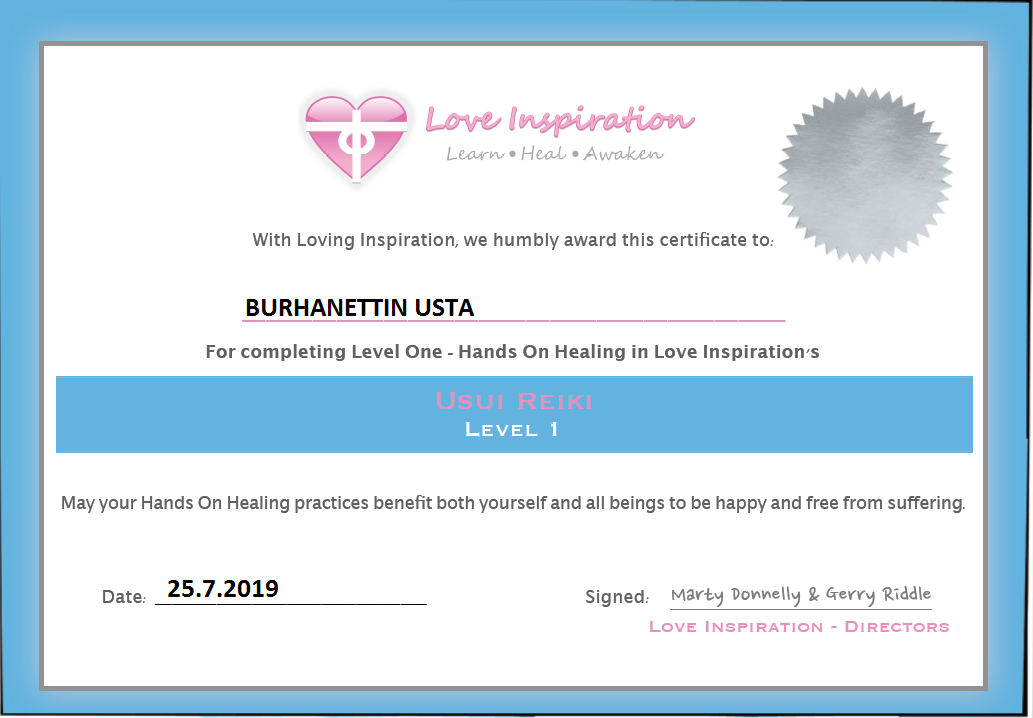 Love Inspiration
Learn • Heal • Awaken
With Loving Inspiration, we humbly award this certificate to:
BURHANETTIN USTA
For completing Level One - Hands On Healing in Love Inspiration's
Usui Reiki
Level 1
May your Hands On Healing practices benefit both yourself and all beings to be happy and free from suffering.
Date: 25.7.2019 Signed: Marty Donnelly & Gerry Riddle
Love Inspiration - Directors